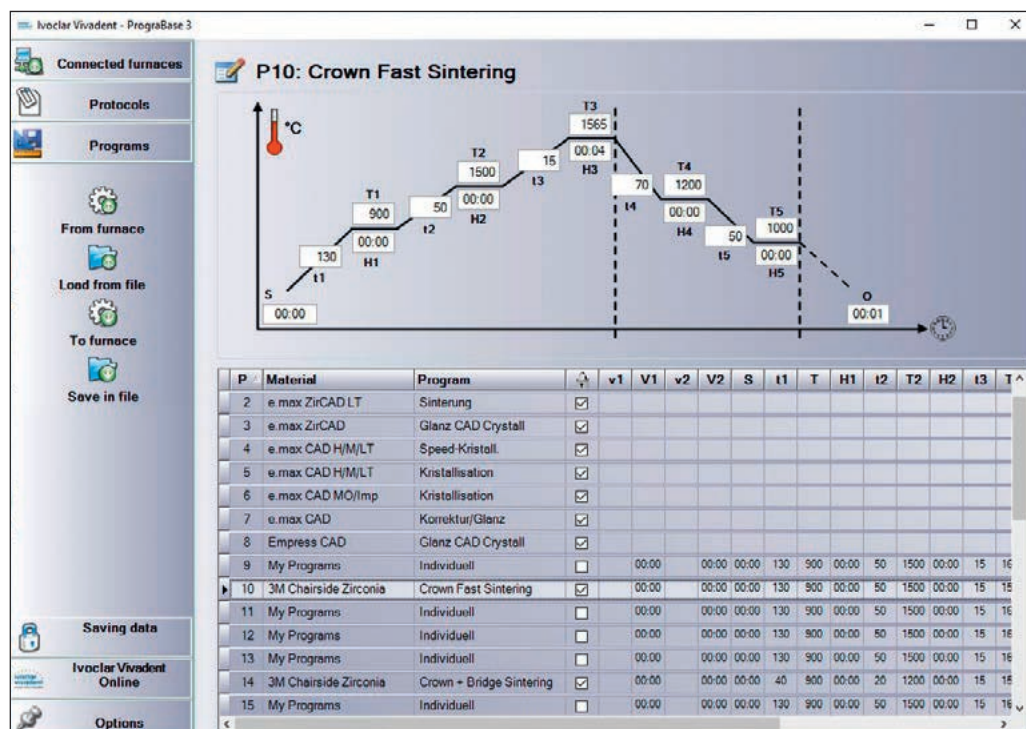 Ivoclar Vivadent - PrograBase 3
Connected furnaces
Protocols
Programs
From furnace
Load from file
To furnace
Save in file
Saving data
Ivoclar Vivadent
Online
Options
P10: Crown Fast Sintering
°C
T3
1565
00:04
H3
T2
1500
00:00
H2
15
t3
T1
900
00:00
H1
50
t2
130
t1
S
00:00
70
t4
T4
1200
00:00
H4
50
t5
T5
1000
00:00
H5
O
00:01
P Material Program v1 V1 v2 V2 S t1 T H1 t2 T2 H2 t3 T
2 e.max ZirCAD LT Sinterung
3 e.max ZirCAD Glanz CAD Crystall
4 e.max CAD H/M/LT Speed-Kristall.
5 e.max CAD H/M/LT Kristallisation
6 e.max CAD MO/Imp Kristallisation
7 e.max CAD Korrektur/Glanz
8 Empress CAD Glanz CAD Crystall
9 My Programs Individuell 00:00 00:00 00:00 130 900 00:00 50 1500 00:00 15 16
10 3M Chairside Zirconia Crown Fast Sintering 00:00 00:00 00:00 130 900 00:00 50 1500 00:00 15 15
11 My Programs Individuell 00:00 00:00 00:00 130 900 00:00 50 1500 00:00 15 16
12 My Programs Individuell 00:00 00:00 00:00 130 900 00:00 50 1500 00:00 15 16
13 My Programs Individuell 00:00 00:00 00:00 130 900 00:00 50 1500 00:00 15 16
14 3M Chairside Zirconia Crown + Bridge Sintering 00:00 00:00 00:00 40 900 00:00 20 1200 00:00 15 15
15 My Programs Individuell 00:00 00:00 00:00 130 900 00:00 50 1500 00:00 15 16